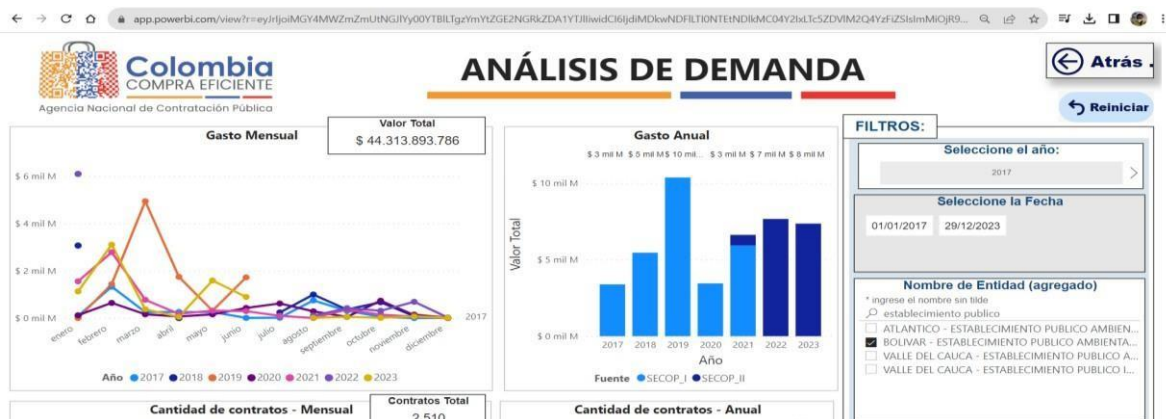 app.powerbi.com/view?r=
Colombia
COMPRA EFICIENTE
Agencia Nacional de Contratación Pública
ANÁLISIS DE DEMANDA
Atrás .
Reiniciar
Gasto Mensual
Valor Total
$ 44.313.893.786
$ 6 mil M
$ 4 mil M
$ 2 mil M
$ 0 mil M
enero
febrero
marzo
abril
mayo
junio
julio
agosto
septiembre
octubre
noviembre
diciembre
2017
Año 2017 2018 2019 2020 2021 2022 2023
Gasto Anual
$ 3 mil M $ 5 mil M $ 10 mil... $ 3 mil M $ 7 mil M $ 8 mil M
$ 10 mil M
$ 5 mil M
$ 0 mil M
Valor Total
2017 2018 2019 2020 2021 2022 2023
Año
Fuente SECOP_I SECOP_II
FILTROS:
Seleccione el año:
2017
Seleccione la Fecha
01/01/2017 29/12/2023
Nombre de Entidad (agregado)
* ingrese el nombre sin tilde
establecimiento publico
ATLANTICO - ESTABLECIMIENTO PUBLICO AMBIEN...
BOLIVAR - ESTABLECIMIENTO PUBLICO AMBIENTA...
VALLE DEL CAUCA - ESTABLECIMIENTO PUBLICO A...
VALLE DEL CAUCA - ESTABLECIMIENTO PUBLICO I...
Cantidad de contratos - Mensual
Contratos Total
2.510
Cantidad de contratos - Anual